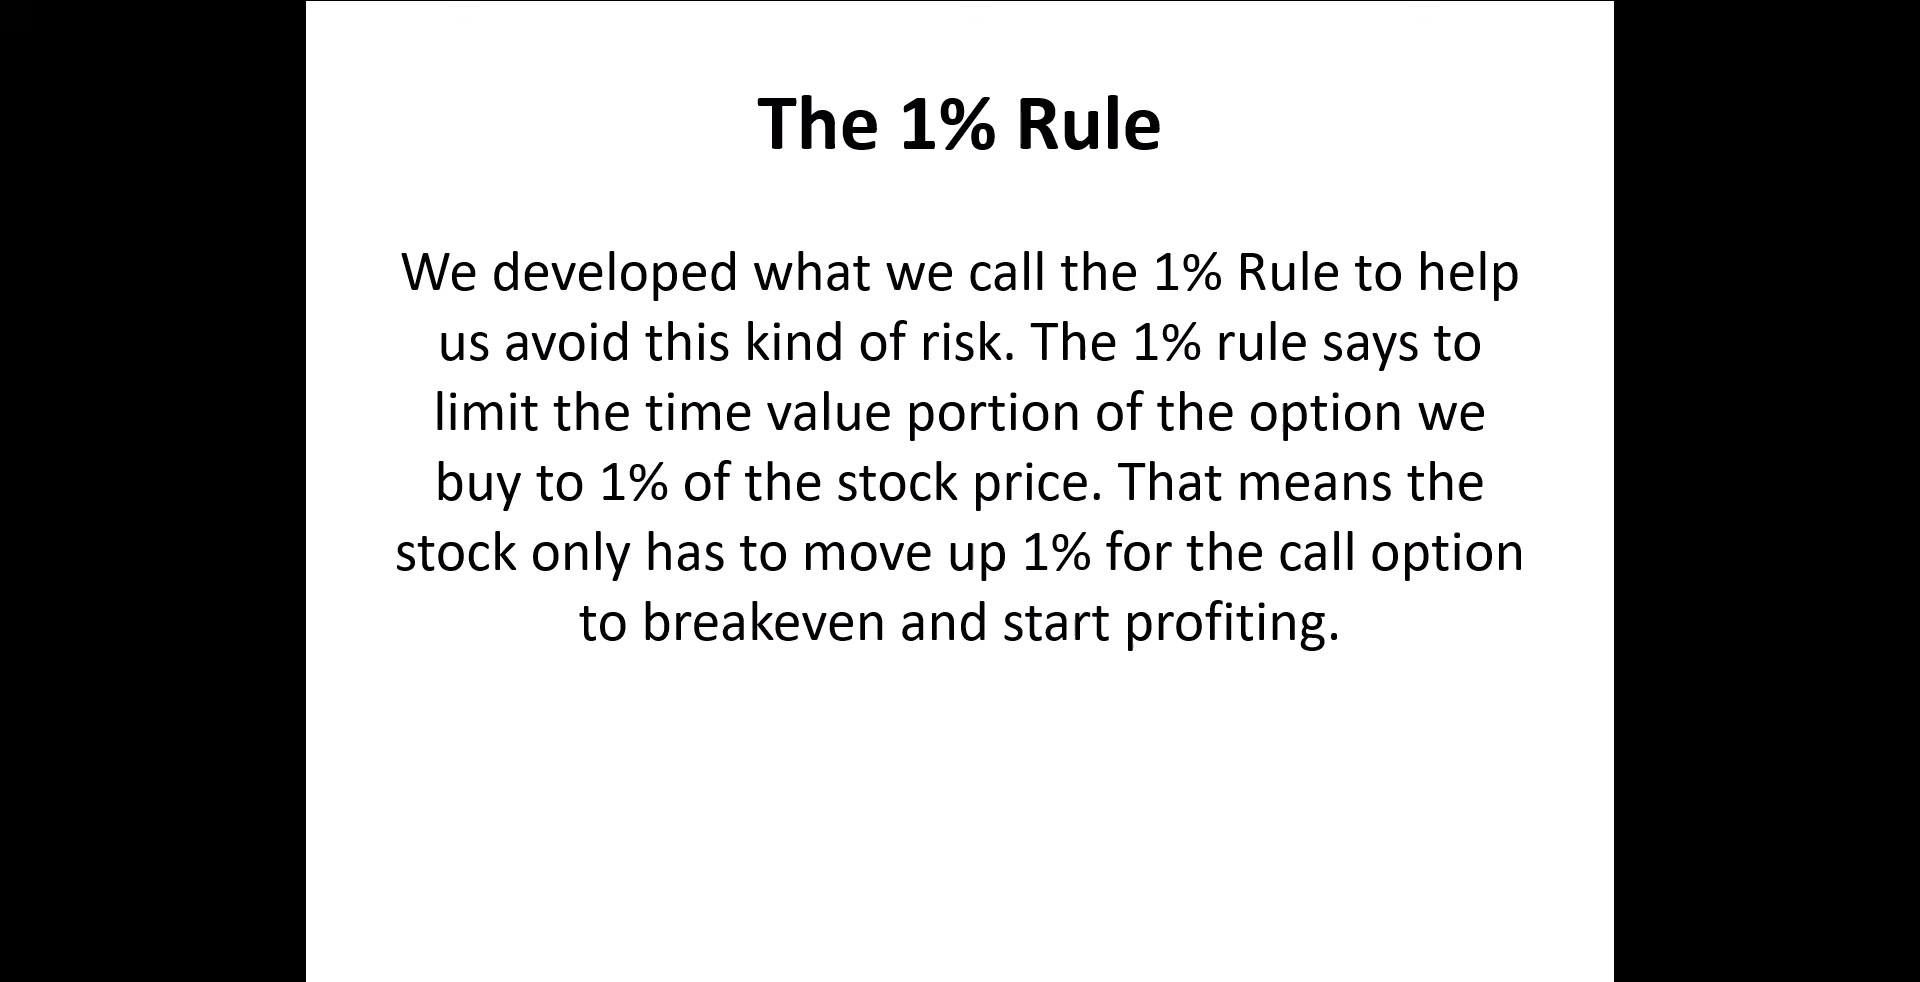 The 1% Rule
We developed what we call the 1% Rule to help
us avoid this kind of risk. The 1% rule says to
limit the time value portion of the option we
buy to 1% of the stock price. That means the
stock only has to move up 1% for the call option
to breakeven and start profiting.